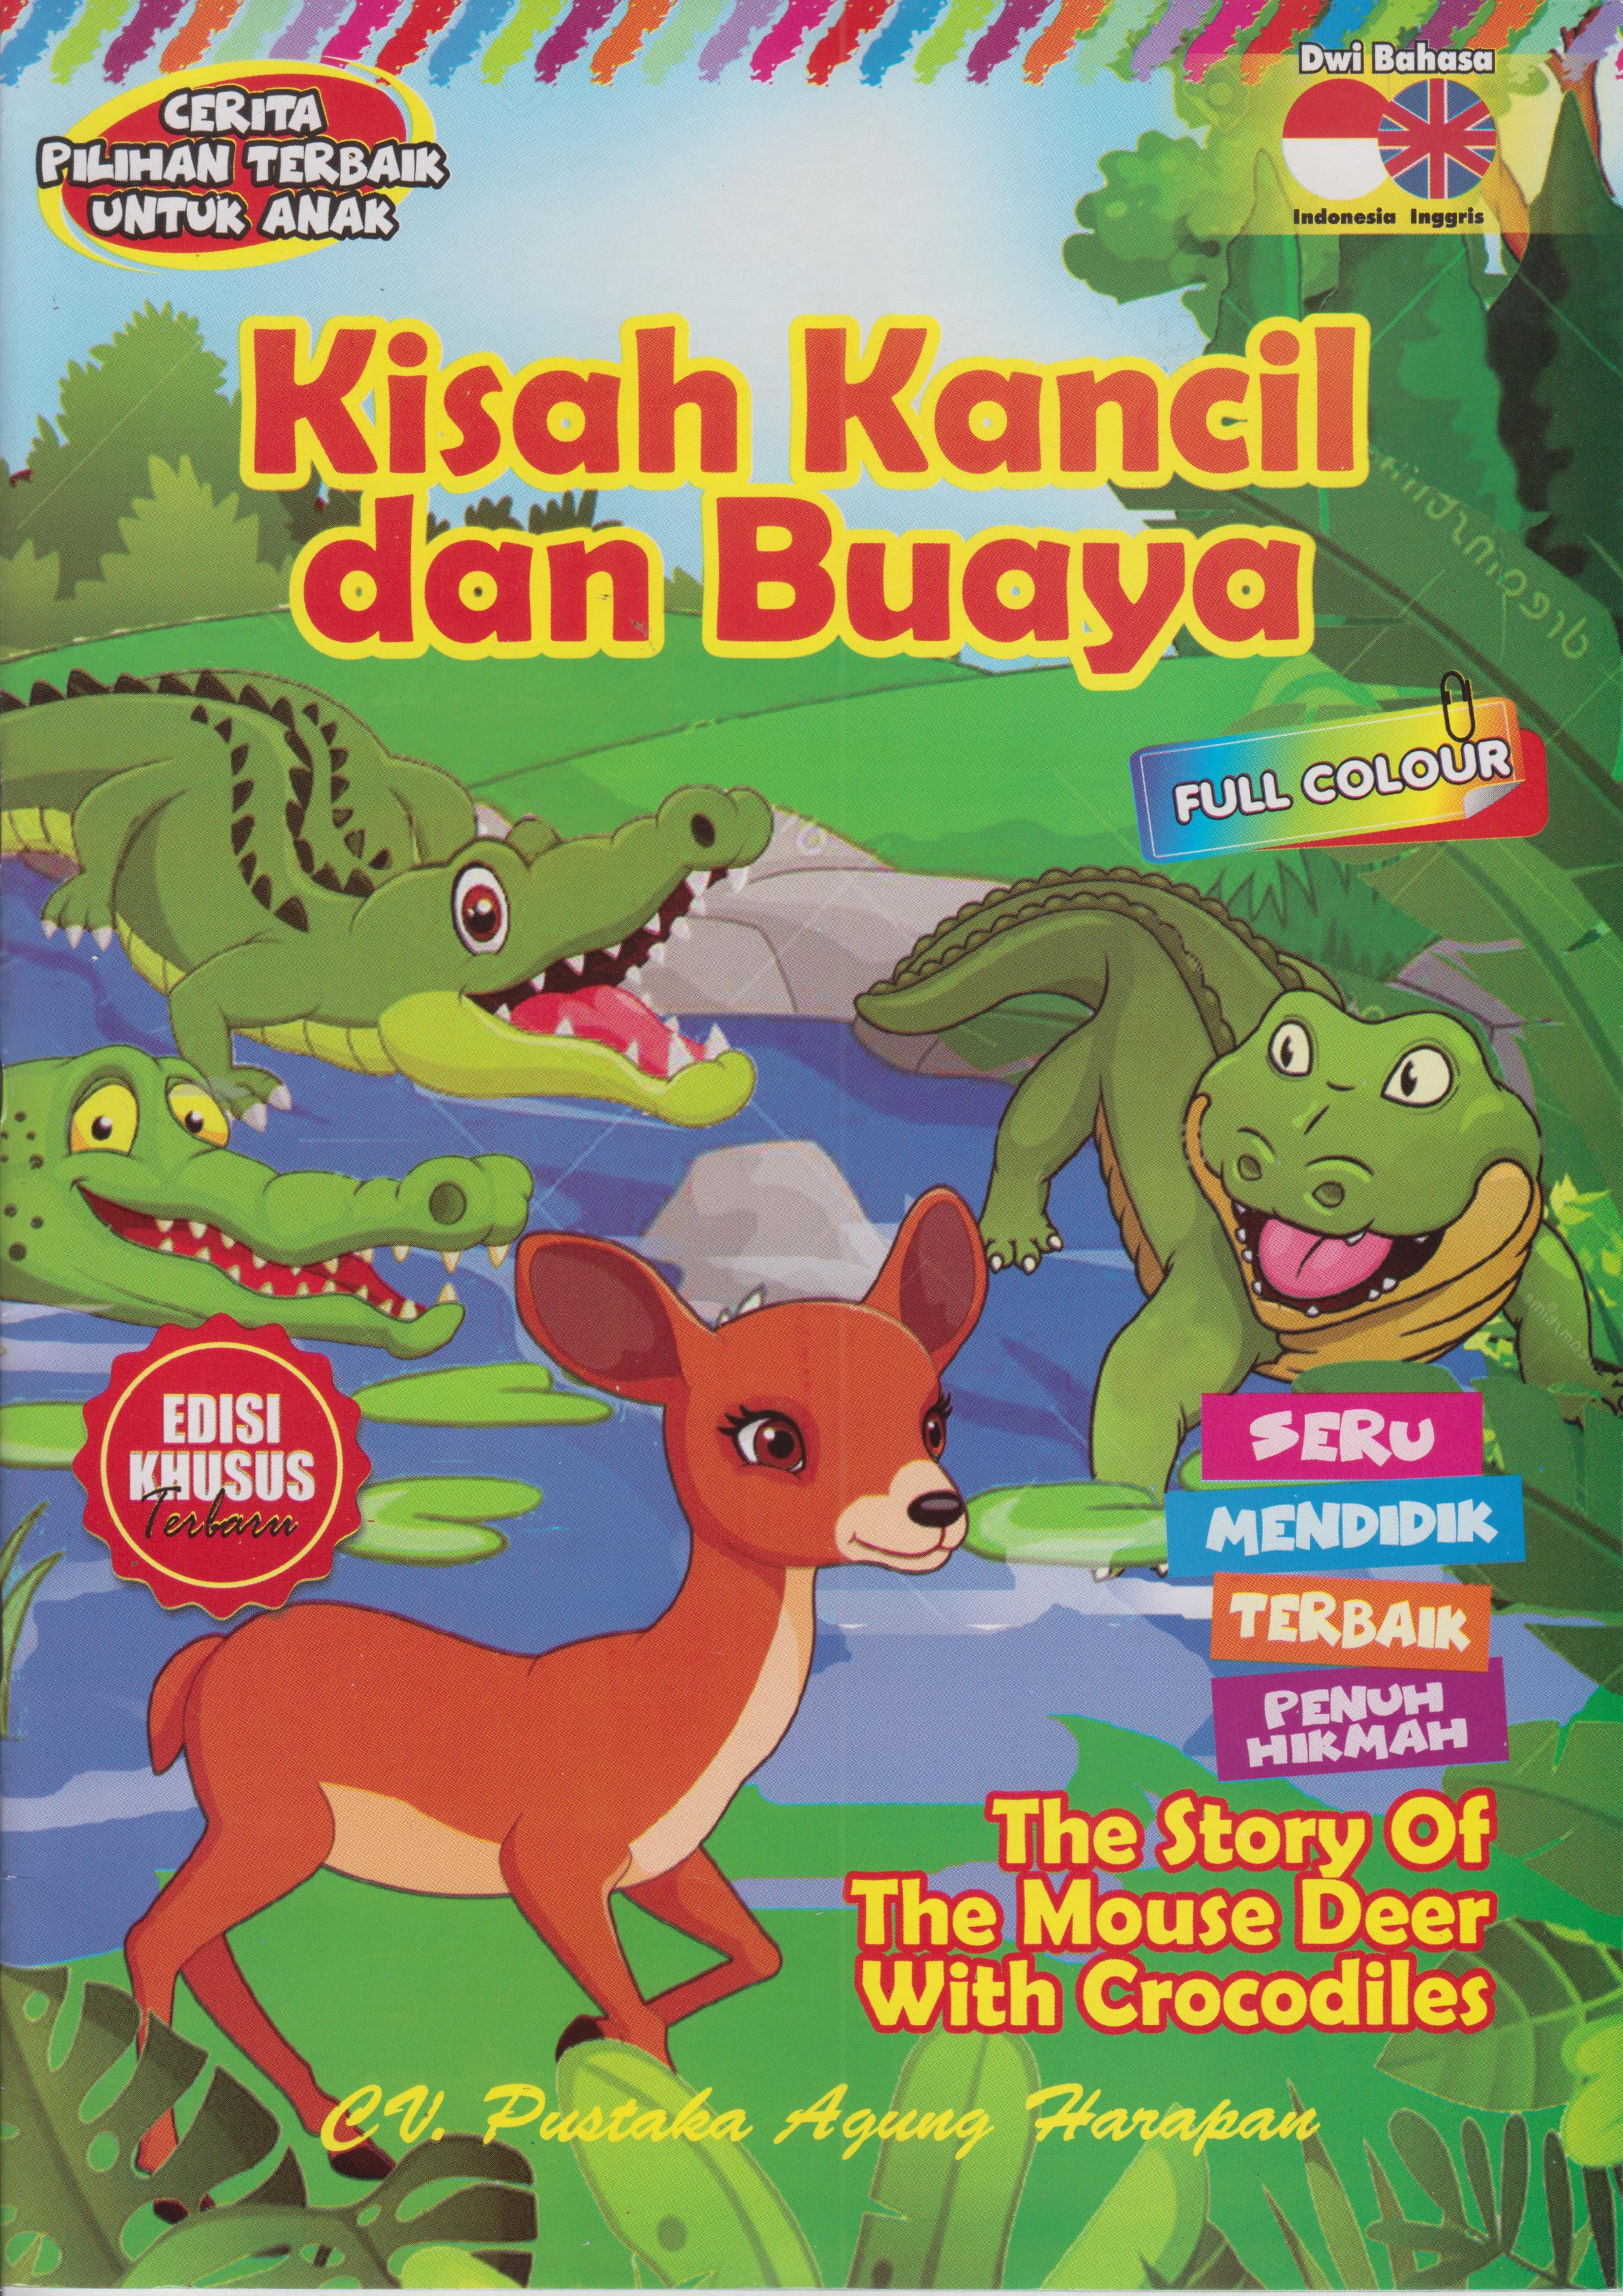 CERITA
PILIHAN TERBAIK
UNTUK ANAK
Dwi Bahasa
Indonesia Inggris
Kisah Kancil
dan Buaya
FULL COLOUR
EDISI
KHUSUS
Terbaru
SERU
MENDIDIK
TERBAIK
PENUH
HIKMAH
The Story Of
The Mouse Deer
With Crocodiles
CV. Pustaka Agung Harapan